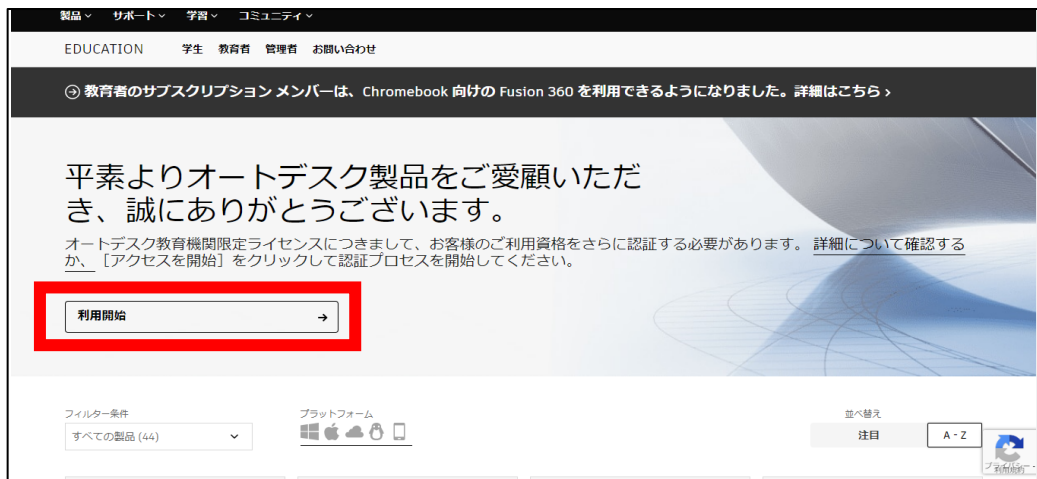 製品 サポート 学習 コミュニティ
EDUCATION 学生 教育者 管理者 お問い合わせ
教育者のサブスクリプション メンバーは、Chromebook 向けの Fusion 360 を利用できるようになりました。詳細はこちら ›
平素よりオートデスク製品をご愛顧いただ
き、誠にありがとうございます。
オートデスク教育機関限定ライセンスにつきまして、お客様のご利用資格をさらに認証する必要があります。 詳細について確認する
か、［アクセスを開始］をクリックして認証プロセスを開始してください。
利用開始 →
フィルター条件 プラットフォーム 並べ替え
すべての製品 (44) 注目 A - Z
プライバシー -
利用規約